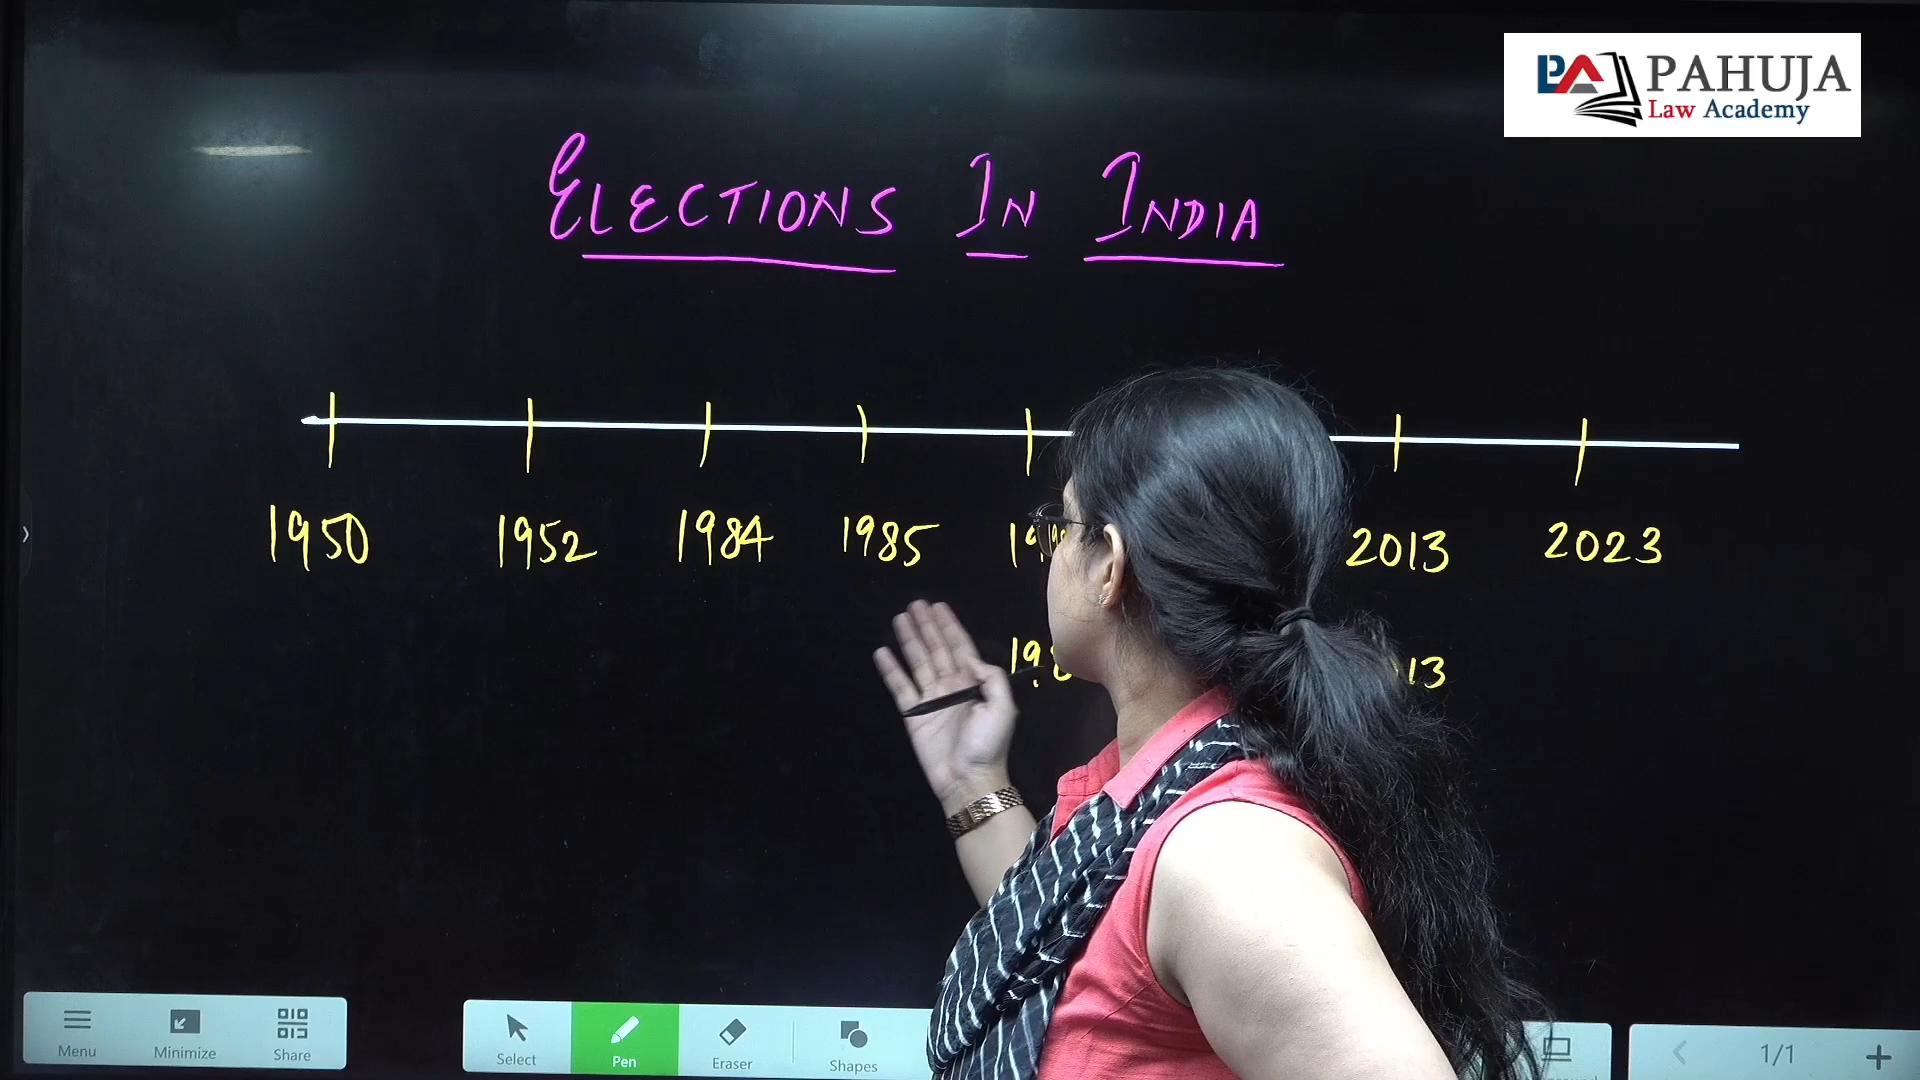 PAHUJA
Law Academy
ELECTIONS IN INDIA
1950 1952 1984 1985 2013 2023
Menu Minimize Share Select Pen Eraser Shapes 1/1